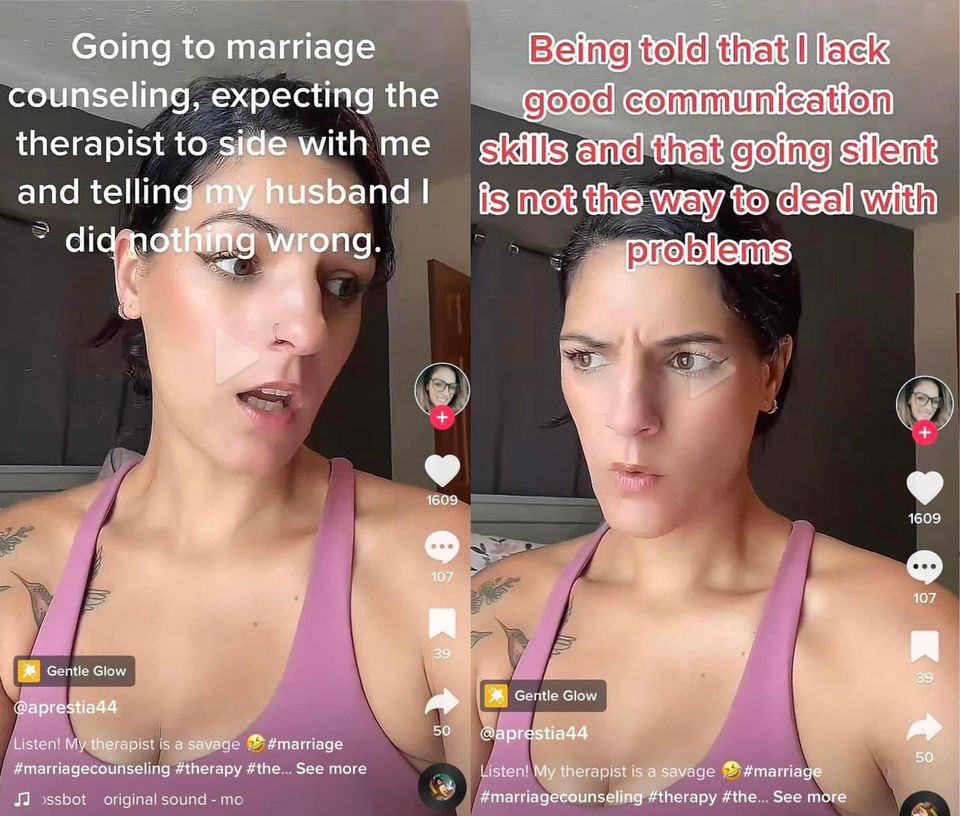 Going to marriage
counseling, expecting the
therapist to side with me
and telling my husband I
did nothing wrong.
1609
107
39
Gentle Glow
@aprestia44
50
Listen! My therapist is a savage 🤣#marriage
#marriagecounseling #therapy #the... See more
ossbot original sound - mo
Being told that I lack
good communication
skills and that going silent
is not the way to deal with
problems
1609
107
39
Gentle Glow
@aprestia44
50
Listen! My therapist is a savage 🤣#marriage
#marriagecounseling #therapy #the... See more